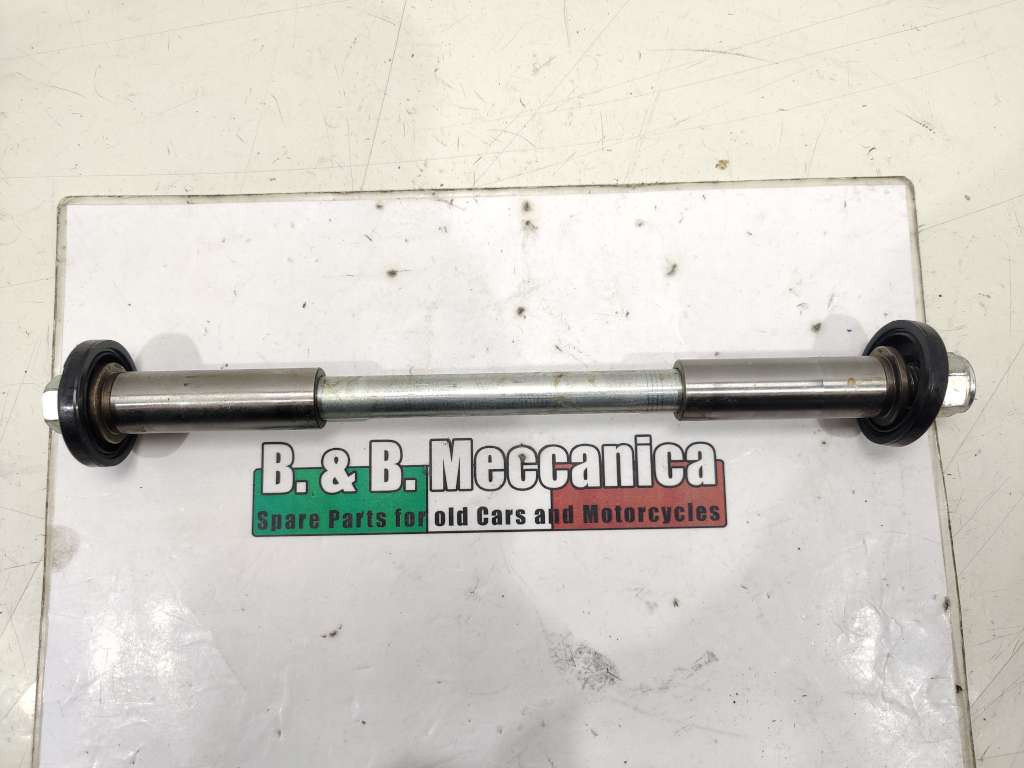 B. & B. Meccanica
Spare Parts for old Cars and Motorcycles